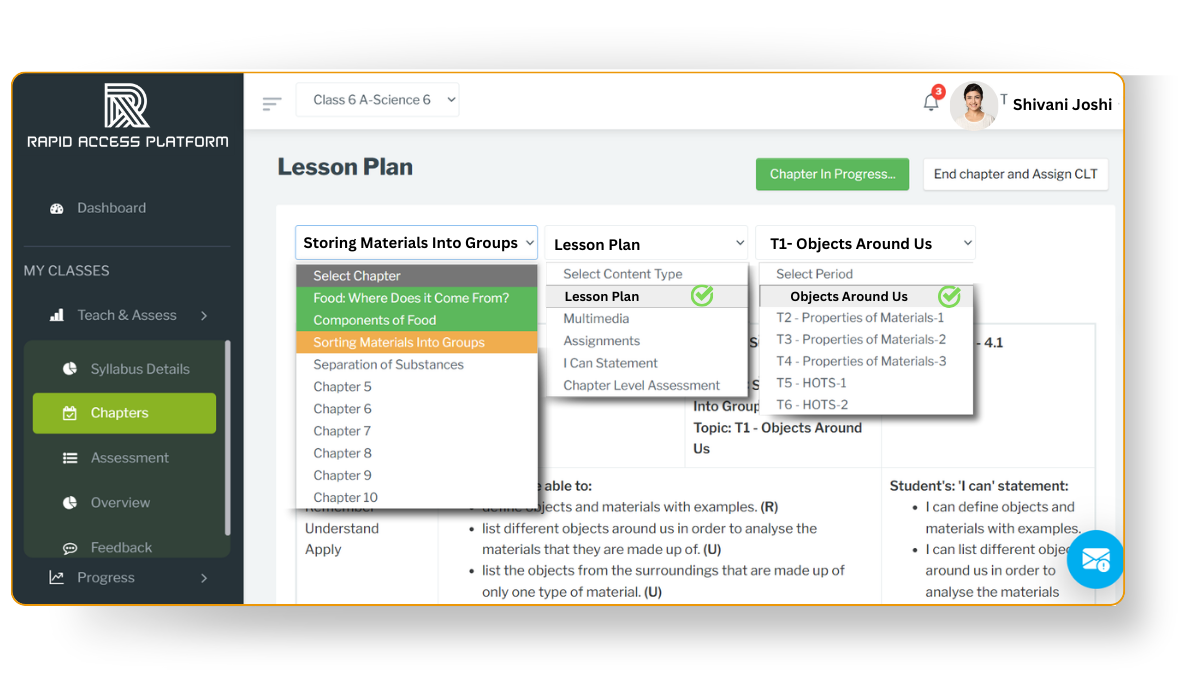 RAPID ACCESS PLATFORM
Dashboard
MY CLASSES
Teach & Assess
Syllabus Details
Chapters
Assessment
Overview
Feedback
Progress
Class 6 A-Science 6
3
T Shivani Joshi
Lesson Plan
Chapter In Progress...
End chapter and Assign CLT
Storing Materials Into Groups
Select Chapter
Food: Where Does it Come From?
Components of Food
Sorting Materials Into Groups
Separation of Substances
Chapter 5
Chapter 6
Chapter 7
Chapter 8
Chapter 9
Chapter 10
Lesson Plan
Select Content Type
Lesson Plan
Multimedia
Assignments
I Can Statement
Chapter Level Assessment
T1- Objects Around Us
Select Period
Objects Around Us
T2 - Properties of Materials-1
T3 - Properties of Materials-2
T4 - Properties of Materials-3
T5 - HOTS-1
T6 - HOTS-2
- 4.1
Into Group
Topic: T1 - Objects Around
Us
Remember
Understand
Apply
able to:
define objects and materials with examples. (R)
list different objects around us in order to analyse the
materials that they are made up of. (U)
list the objects from the surroundings that are made up of
only one type of material. (U)
Student's: 'I can' statement:
I can define objects and
materials with examples.
I can list different
around us in order to
analyse the materials